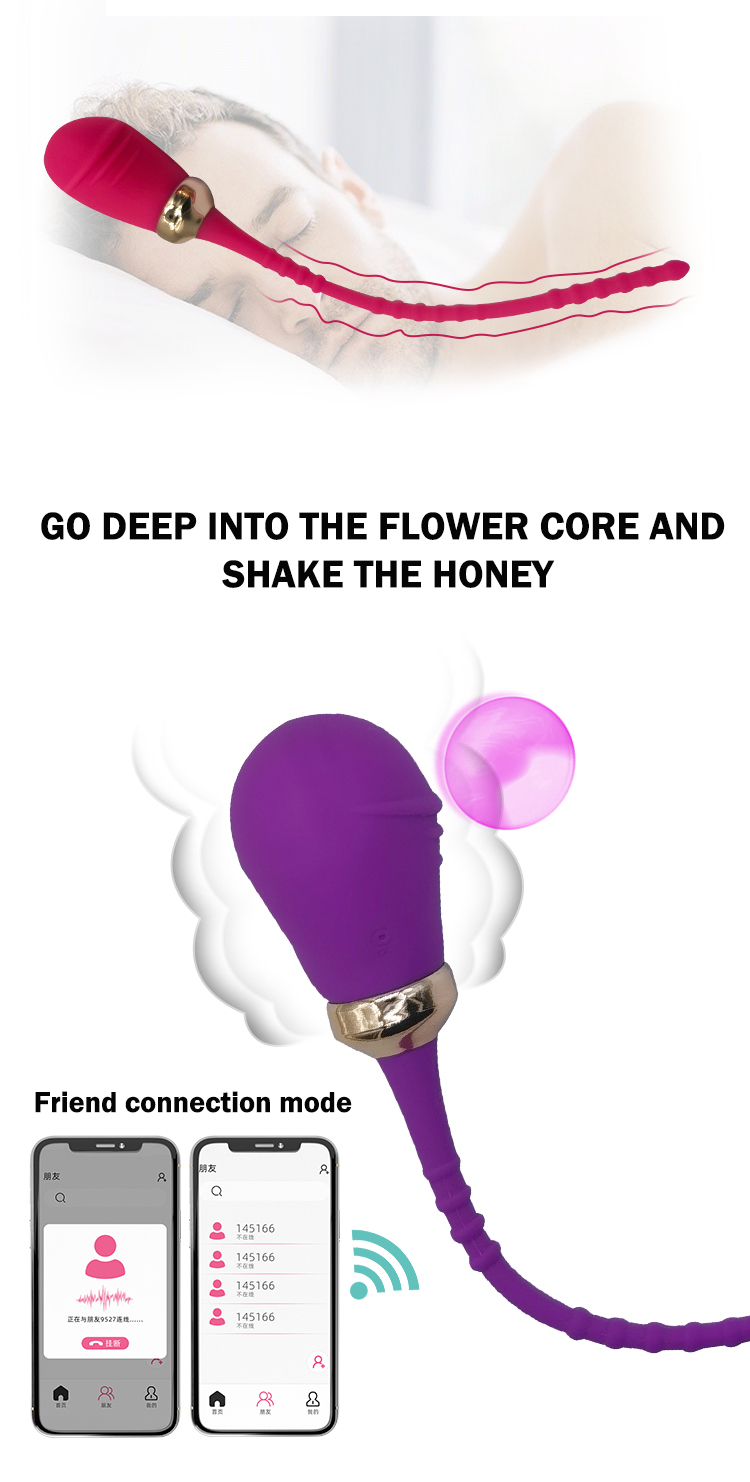 GO DEEP INTO THE FLOWER CORE AND
SHAKE THE HONEY
Friend connection mode
朋友
正在与朋友9527连线......
挂断
首页
朋友
我的
朋友
145166
不在线
145166
不在线
145166
不在线
145166
不在线
首页
朋友
我的